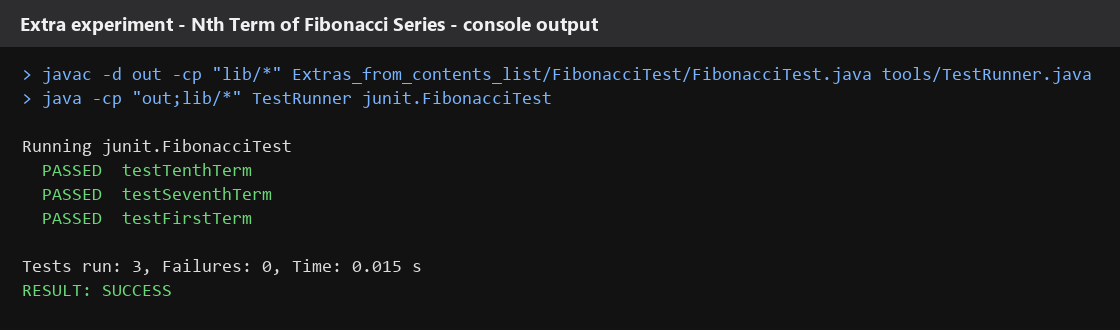 Extra experiment - Nth Term of Fibonacci Series - console output
> javac -d out -cp "lib/*" Extras_from_contents_list/FibonacciTest/FibonacciTest.java tools/TestRunner.java
> java -cp "out;lib/*" TestRunner junit.FibonacciTest
Running junit.FibonacciTest
PASSED  testTenthTerm
PASSED  testSeventhTerm
PASSED  testFirstTerm
Tests run: 3, Failures: 0, Time: 0.015 s
RESULT: SUCCESS